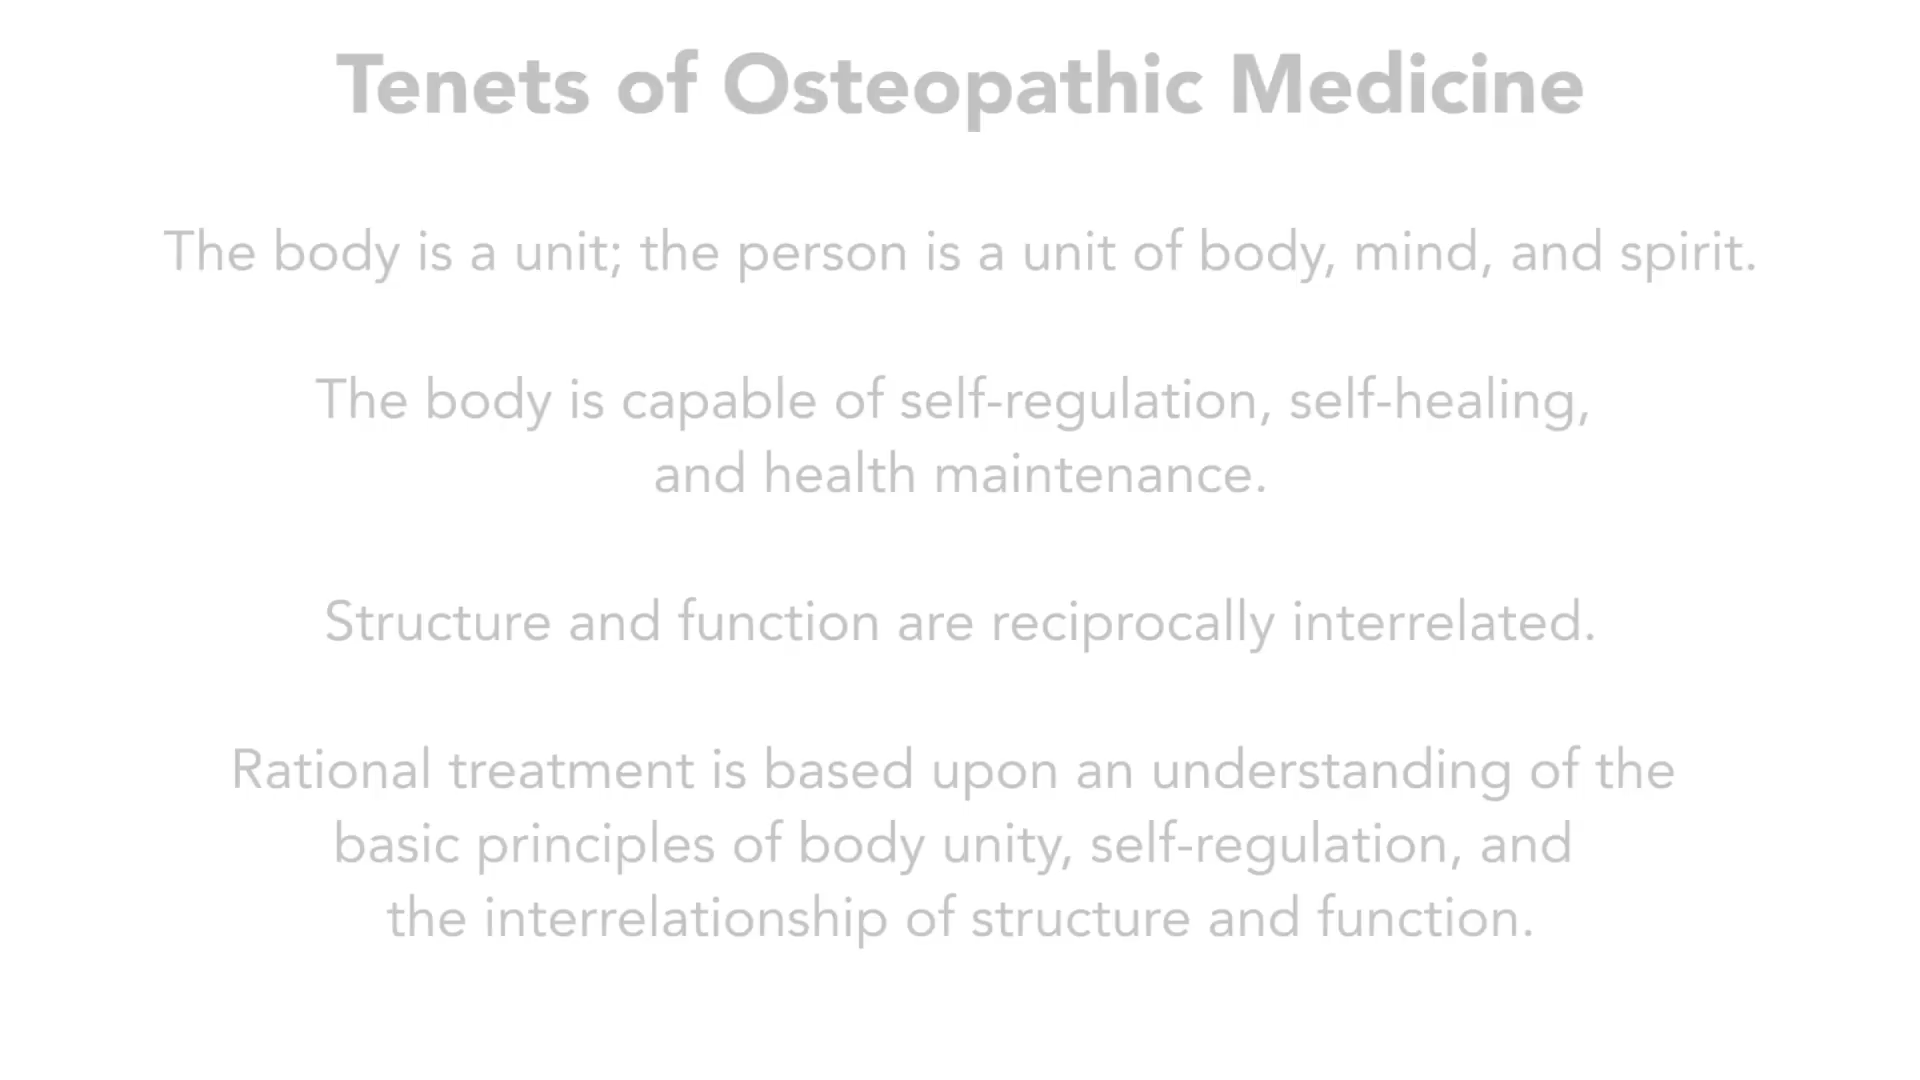 Tenets of Osteopathic Medicine
The body is a unit; the person is a unit of body, mind, and spirit.
The body is capable of self-regulation, self-healing,
and health maintenance.
Structure and function are reciprocally interrelated.
Rational treatment is based upon an understanding of the
basic principles of body unity, self-regulation, and
the interrelationship of structure and function.